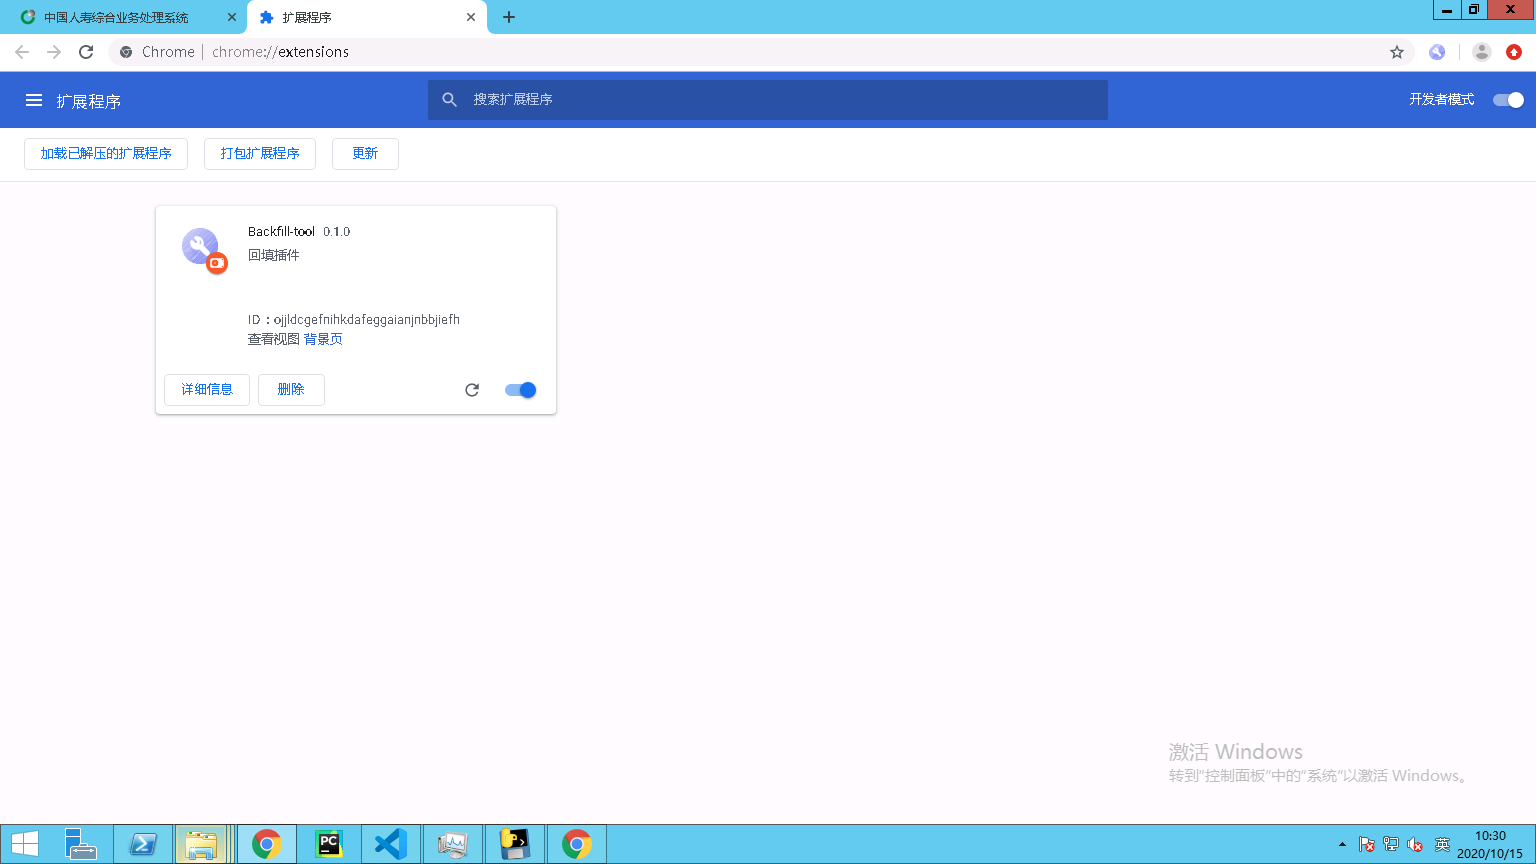 中国人寿综合业务处理系统
扩展程序
Chrome | chrome://extensions
扩展程序
搜索扩展程序
开发者模式
加载已解压的扩展程序
打包扩展程序
更新
Backfill-tool 0.1.0
回填插件
ID：ojjldcgefnihkdafeggaianjnbbjiefh
查看视图 背景页
详细信息
删除
激活 Windows
转到"控制面板"中的"系统"以激活 Windows。
PC
英
10:30
2020/10/15